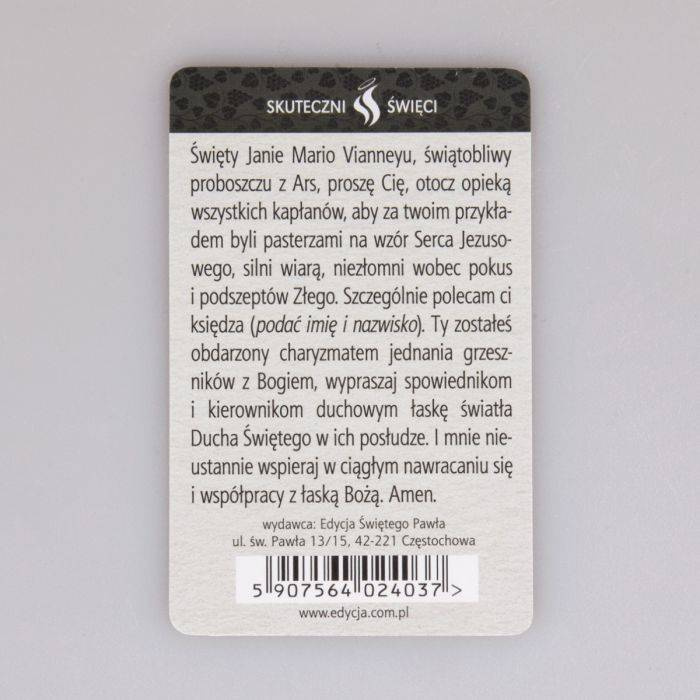 SKUTECZNI ŚWIĘCI
Święty Janie Mario Vianneyu, świątobliwy
proboszczu z Ars, proszę Cię, otocz opieką
wszystkich kapłanów, aby za twoim przykła-
dem byli pasterzami na wzór Serca Jezuso-
wego, silni wiarą, niezłomni wobec pokus
i podszeptów Złego. Szczególnie polecam ci
księdza (podać imię i nazwisko). Ty zostałeś
obdarzony charyzmatem jednania grzesz-
ników z Bogiem, wypraszaj spowiednikom
i kierownikom duchowym łaskę światła
Ducha Świętego w ich posłudze. I mnie nie-
ustannie wspieraj w ciągłym nawracaniu się
i współpracy z łaską Bożą. Amen.
wydawca: Edycja Świętego Pawła
ul. św. Pawła 13/15, 42-221 Częstochowa
5 907564 024037 >
www.edycja.com.pl